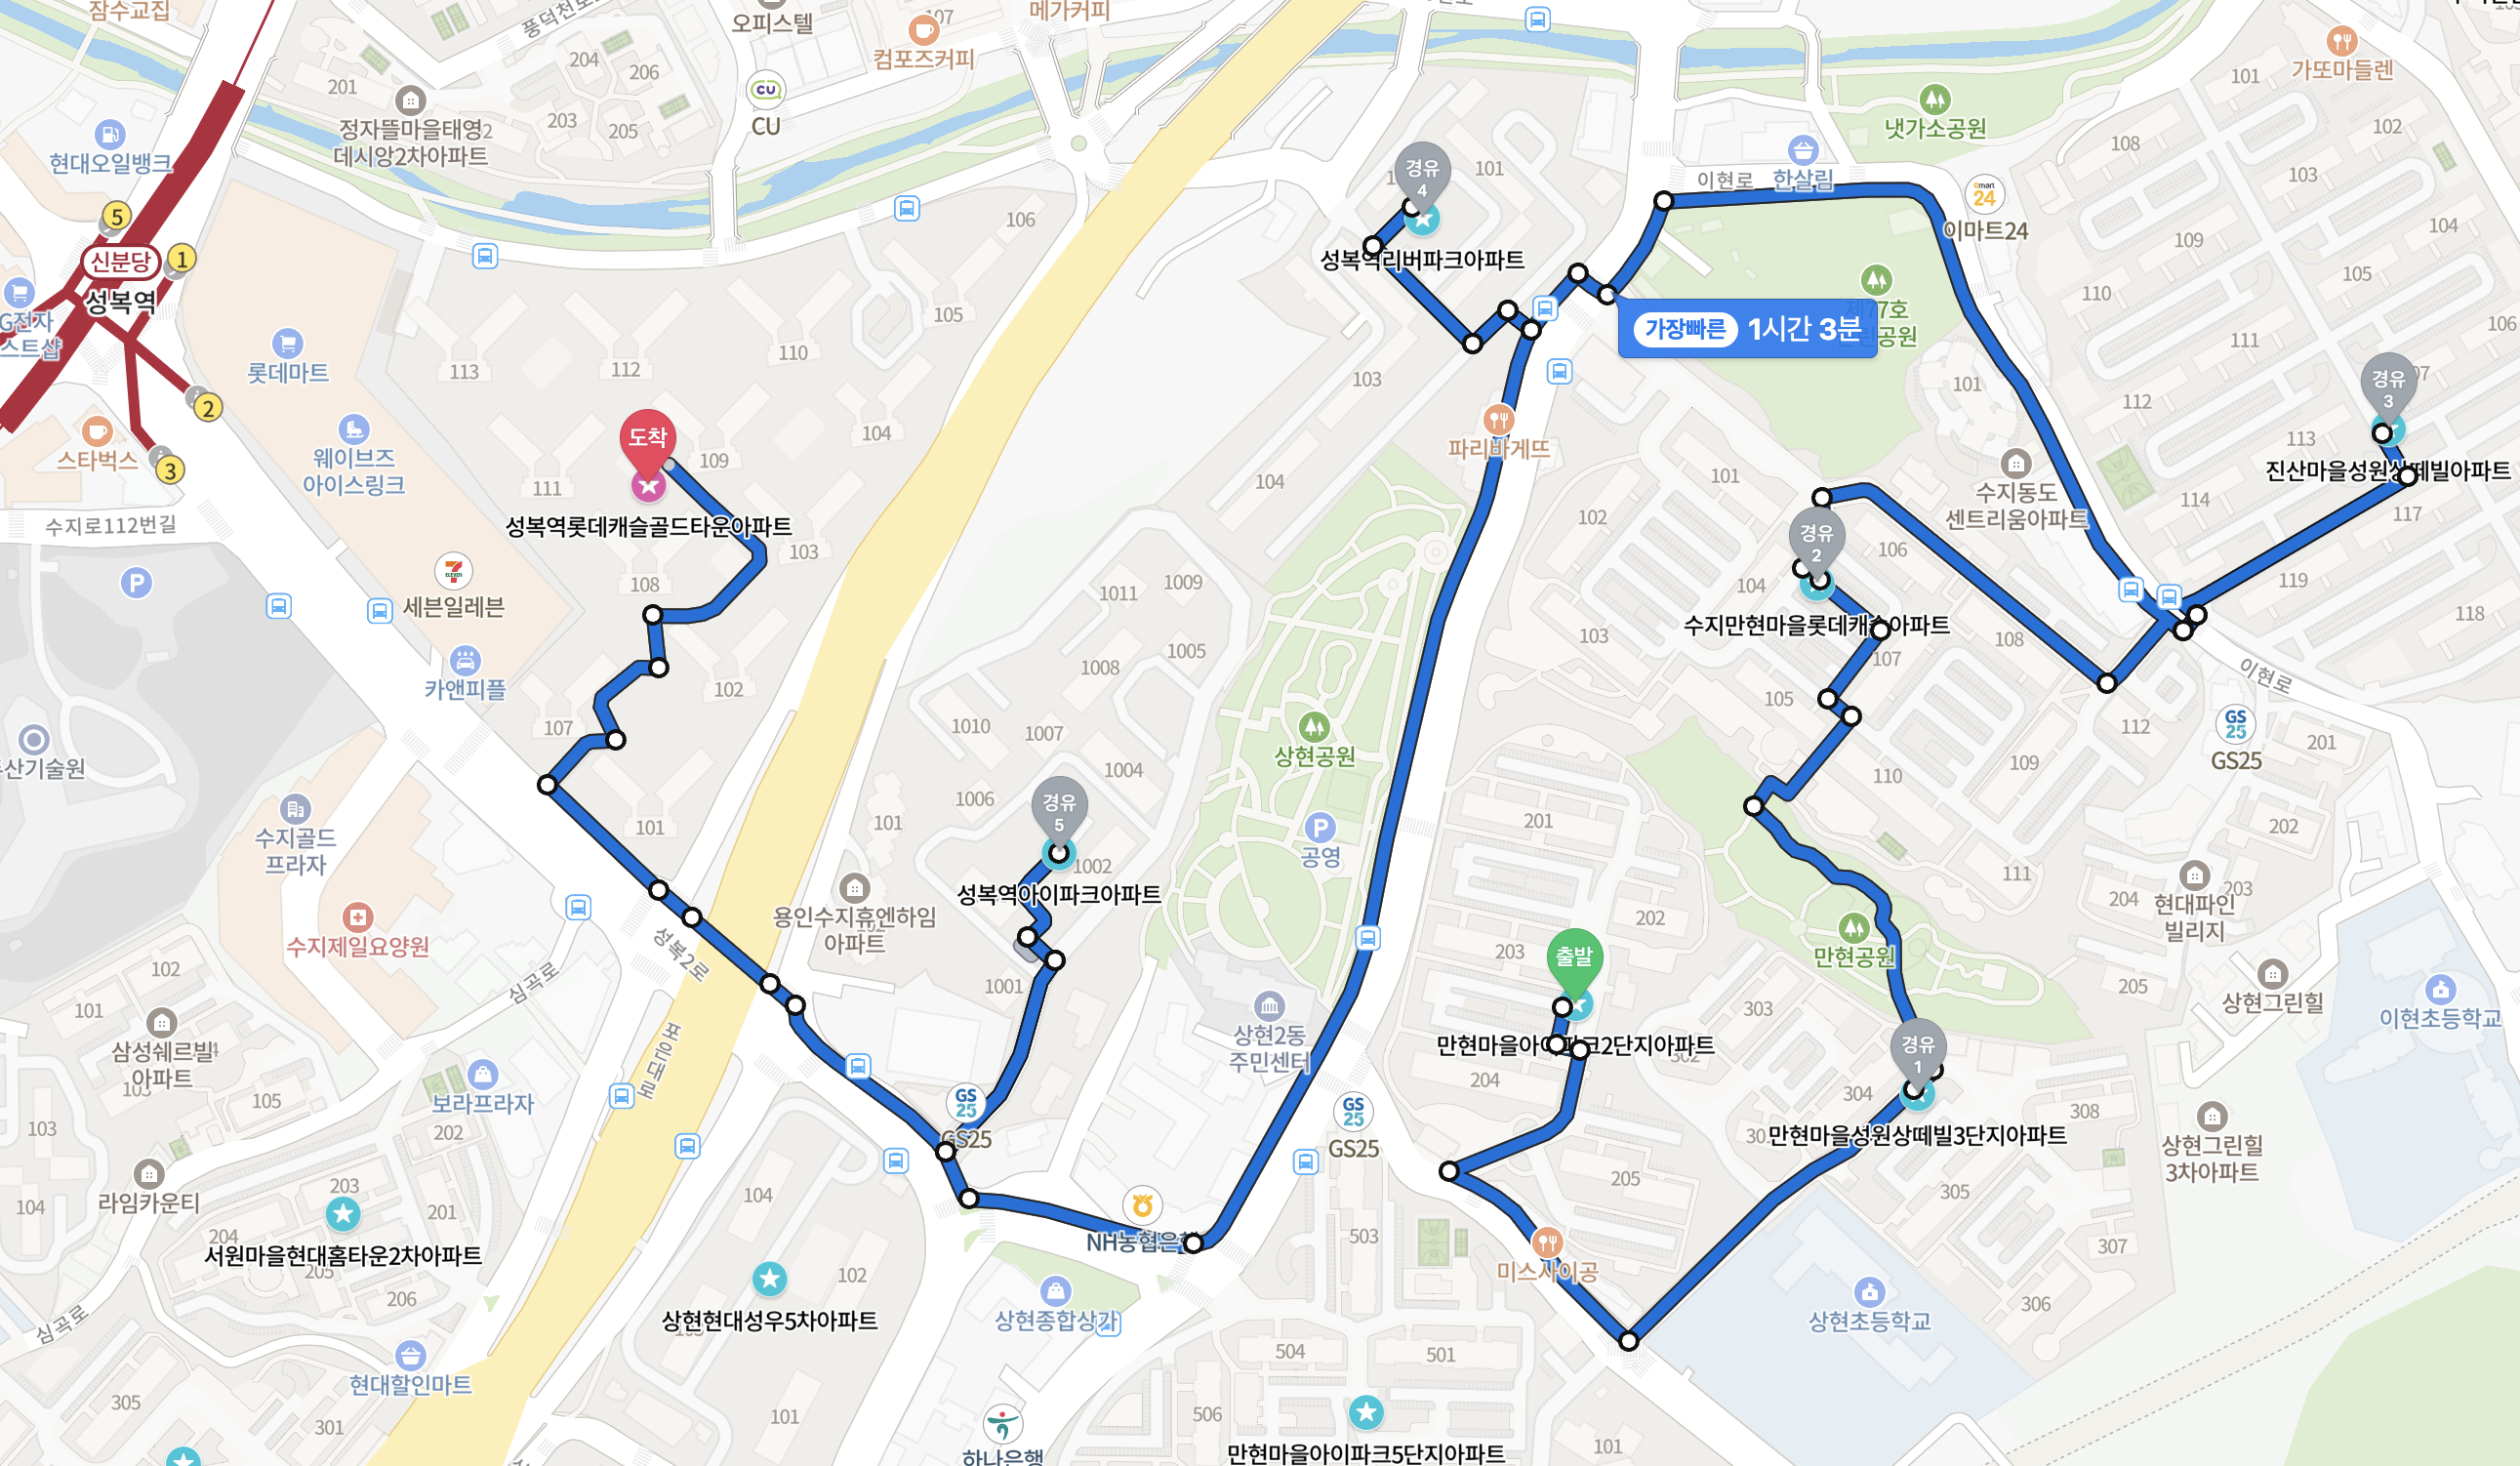 잠수교집
풍덕천로
오피스텔
107
컴포즈커피
메가커피
가또마들렌
101
201
204
206
정자뜰마을태영
데시앙2차아파트
203
205
CU
CU
현대오일뱅크
냇가소공원
108
102
103
104
109
105
110
106
111
112
113
114
117
119
118
5
신분당
1
성복역
2
3
롯데마트
웨이브즈
아이스링크
스타벅스
수지로112번길
P
7
ELEVEN
세븐일레븐
카앤피플
106
105
110
112
113
104
109
111
103
108
102
107
101
도착
성복역롯데캐슬골드타운아파트
경유
4
101
성복역리버파크아파트
103
104
이현로
한살림
emart
24
이마트24
가장빠른 1시간 3분
파리바게뜨
101
수지동도
센트리움아파트
경유
3
진산마을성원상떼빌아파트
경유
2
수지만현마을롯데캐슬아파트
101
102
103
104
105
106
107
108
109
110
111
112
이현로
GS
25
GS25
201
202
203
204
205
현대파인
빌리지
상현그린힐
이현초등학교
1011
1009
1008
1005
1010
1007
1004
1006
1002
1001
경유
5
성복역아이파크아파트
101
용인수지휴엔하임
아파트
상현공원
P
공영
상현2동
주민센터
201
202
203
출발
만현마을아이파크2단지아파트
204
205
만현공원
303
경유
1
304
만현마을성원상떼빌3단지아파트
308
305
307
306
상현그린힐
3차아파트
상현초등학교
미스사이공
GS
25
GS25
수지골드
프라자
수지제일요양원
심곡로
성복2로
포은대로
102
101
삼성쉐르빌
아파트
103
105
104
보라프라자
라임카운티
202
203
201
204
205
206
서원마을현대홈타운2차아파트
심곡로
현대할인마트
305
301
104
102
101
상현현대성우5차아파트
GS
25
GS25
상현종합상가
하나은행
503
504
501
506
만현마을아이파크5단지아파트
101